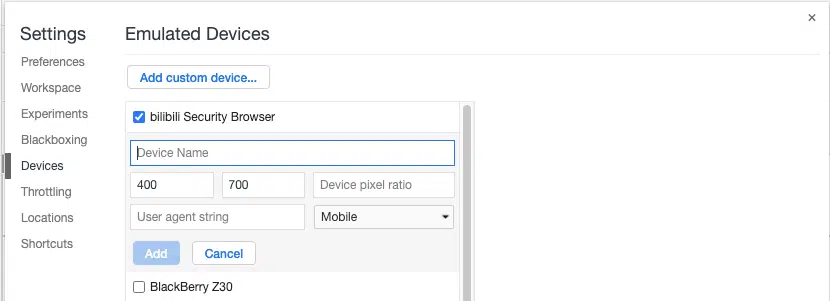 Settings
Preferences
Workspace
Experiments
Blackboxing
Devices
Throttling
Locations
Shortcuts
Emulated Devices
Add custom device...
bilibili Security Browser
Device Name
400 700 Device pixel ratio
User agent string Mobile
Add Cancel
BlackBerry Z30